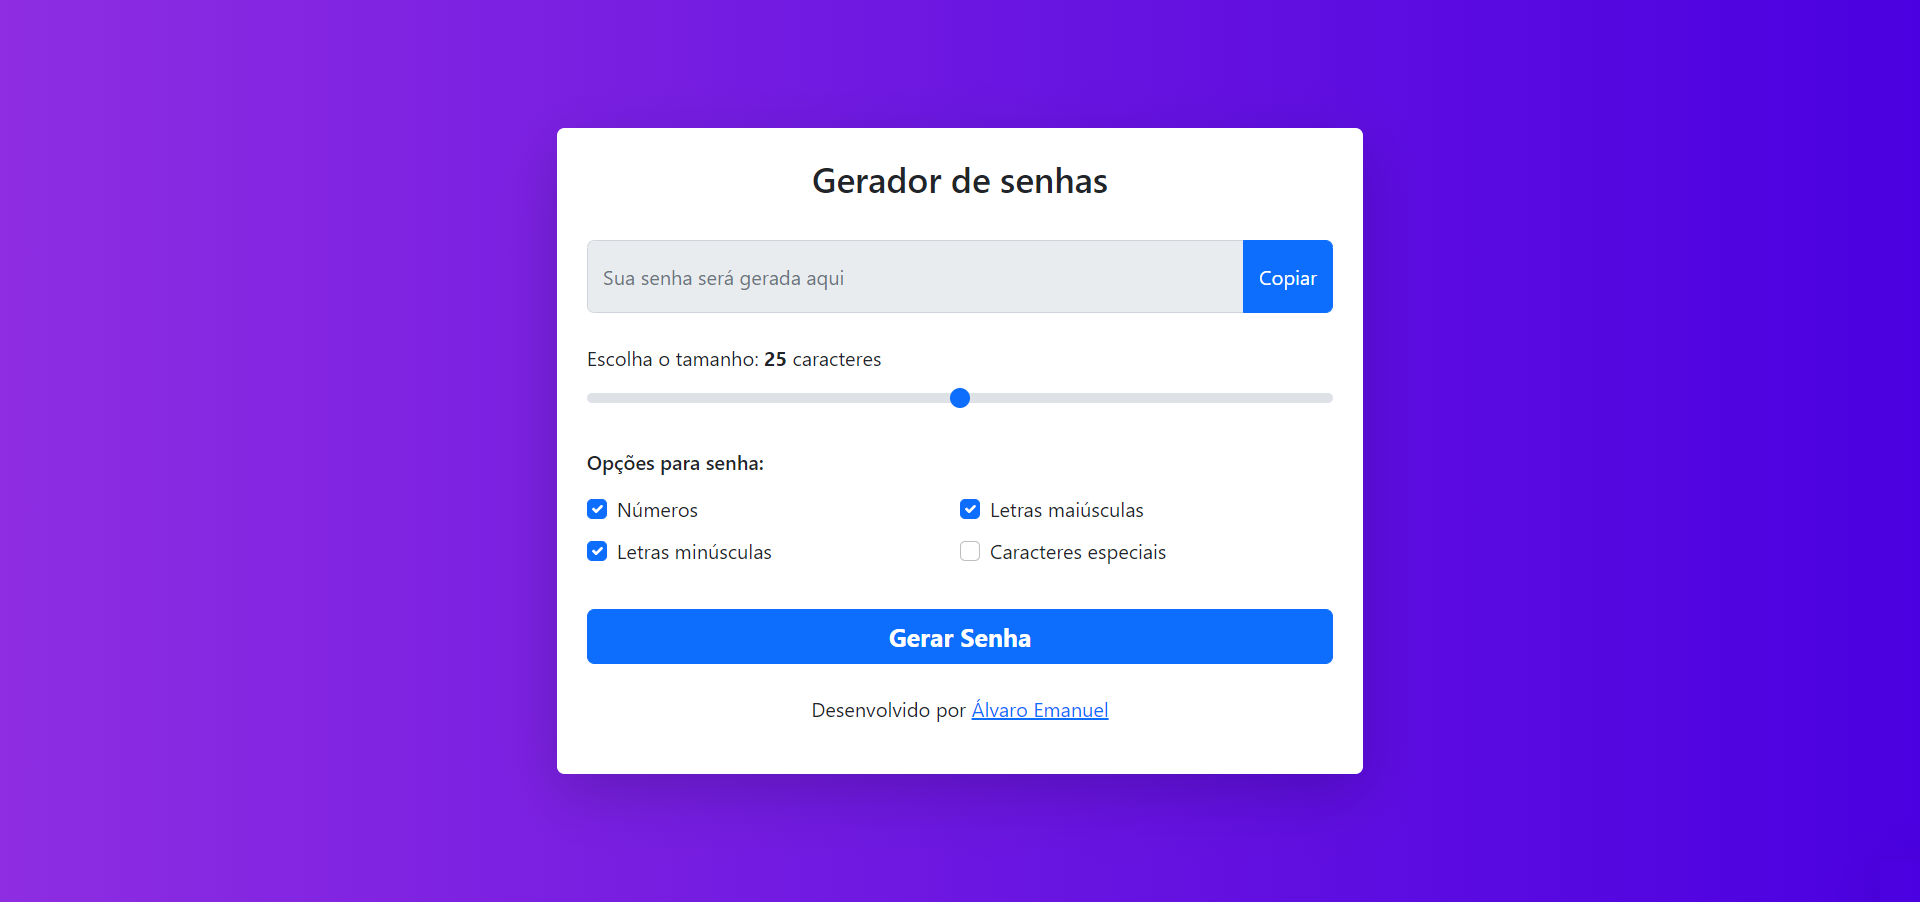 Gerador de senhas
Sua senha será gerada aqui
Copiar
Escolha o tamanho: 25 caracteres
Opções para senha:
Números
Letras maiúsculas
Letras minúsculas
Caracteres especiais
Gerar Senha
Desenvolvido por Álvaro Emanuel